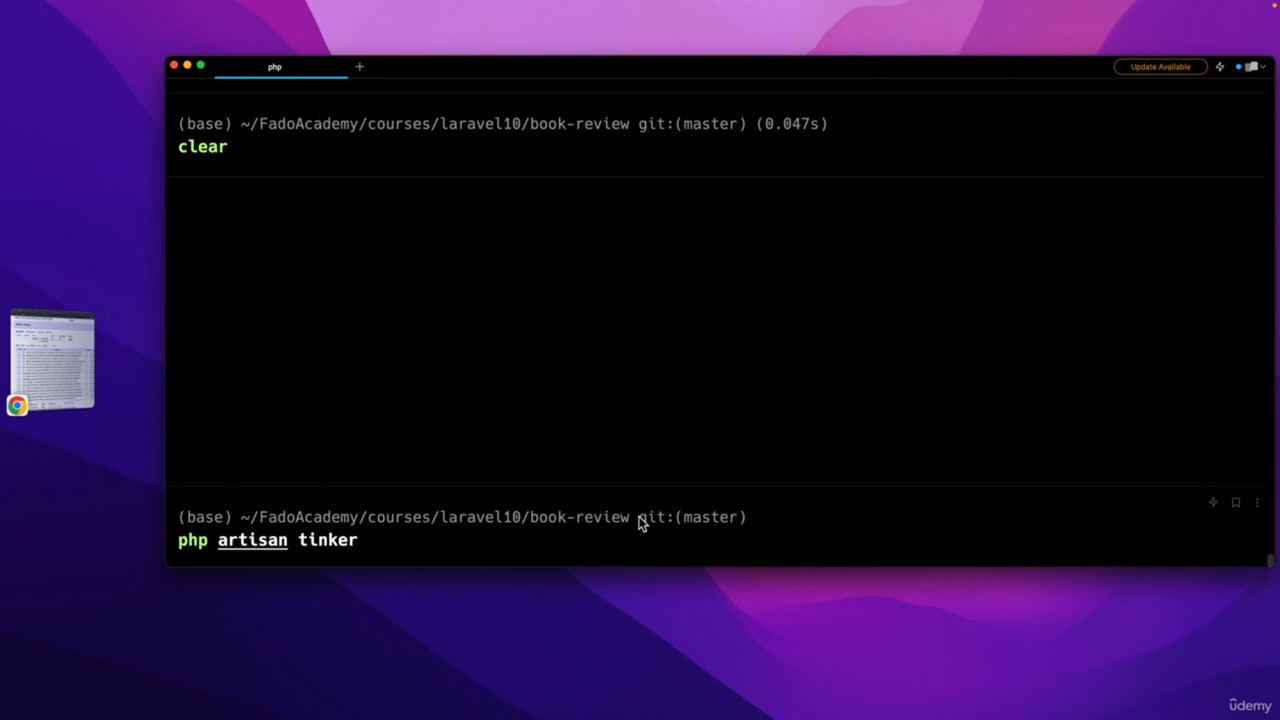 php
Update Available
(base) ~/FadoAcademy/courses/laravel10/book-review git:(master) (0.047s)
clear
(base) ~/FadoAcademy/courses/laravel10/book-review git:(master)
php artisan tinker
ûdemy